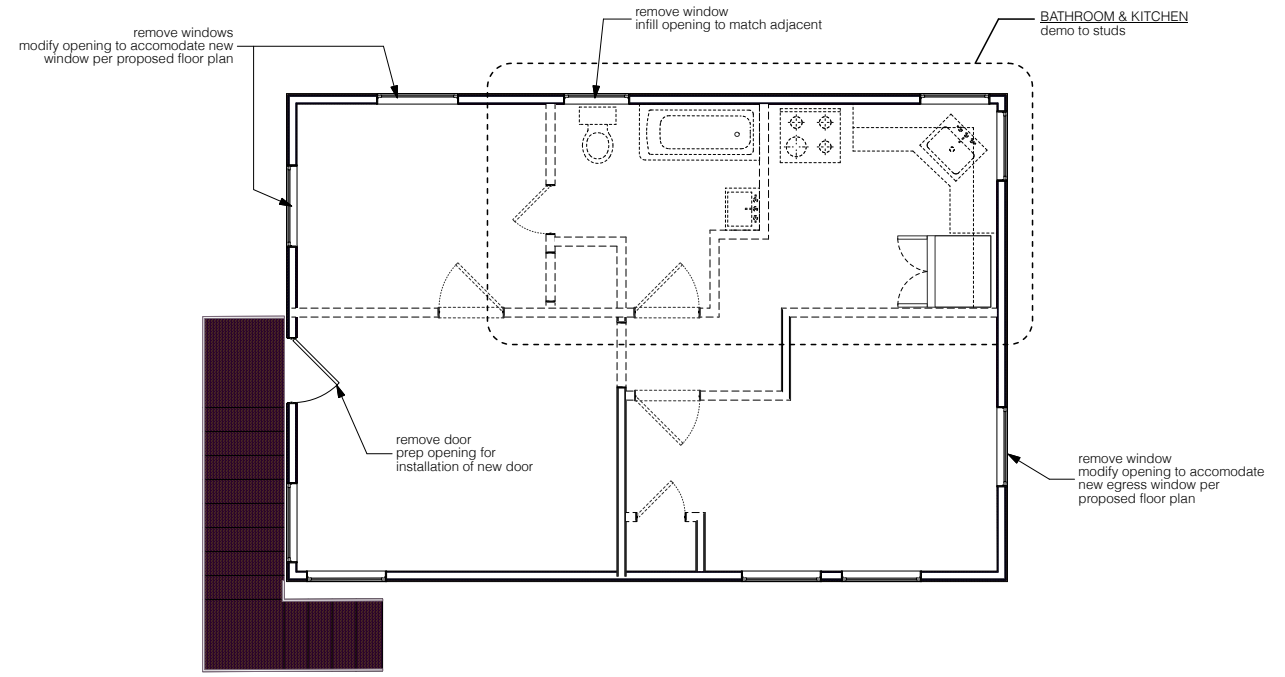 remove windows
modify opening to accomodate new
window per proposed floor plan
remove window
infill opening to match adjacent
BATHROOM & KITCHEN
demo to studs
remove door
prep opening for
installation of new door
remove window
modify opening to accomodate
new egress window per
proposed floor plan